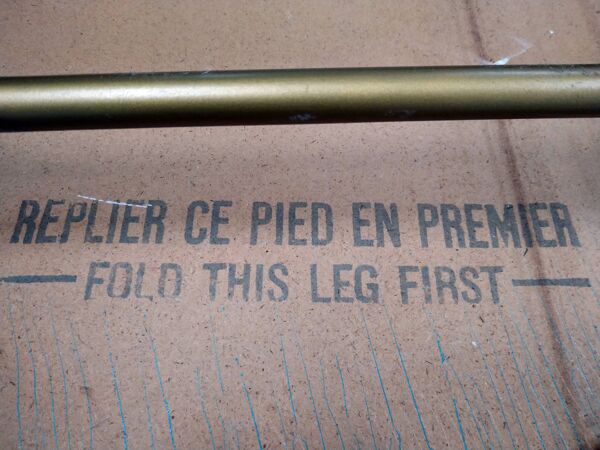 REPLIER CE PIED EN PREMIER
FOLD THIS LEG FIRST